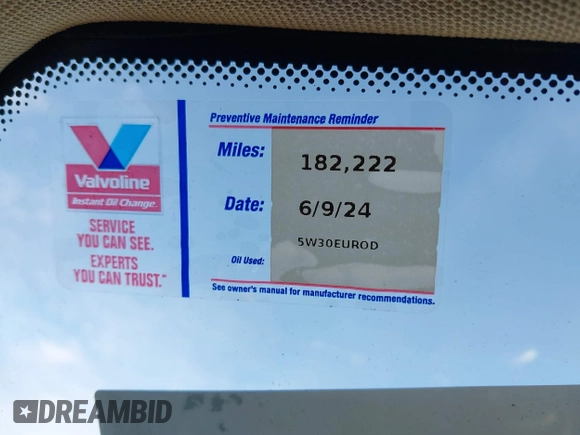 Preventive Maintenance Reminder
Valvoline
Instant Oil Change
SERVICE
YOU CAN SEE.
EXPERTS
YOU CAN TRUST.™
Miles: 182,222
Date: 6/9/24
5W30EUROD
Oil Used:
See owner's manual for manufacturer recommendations.
DREAMBID